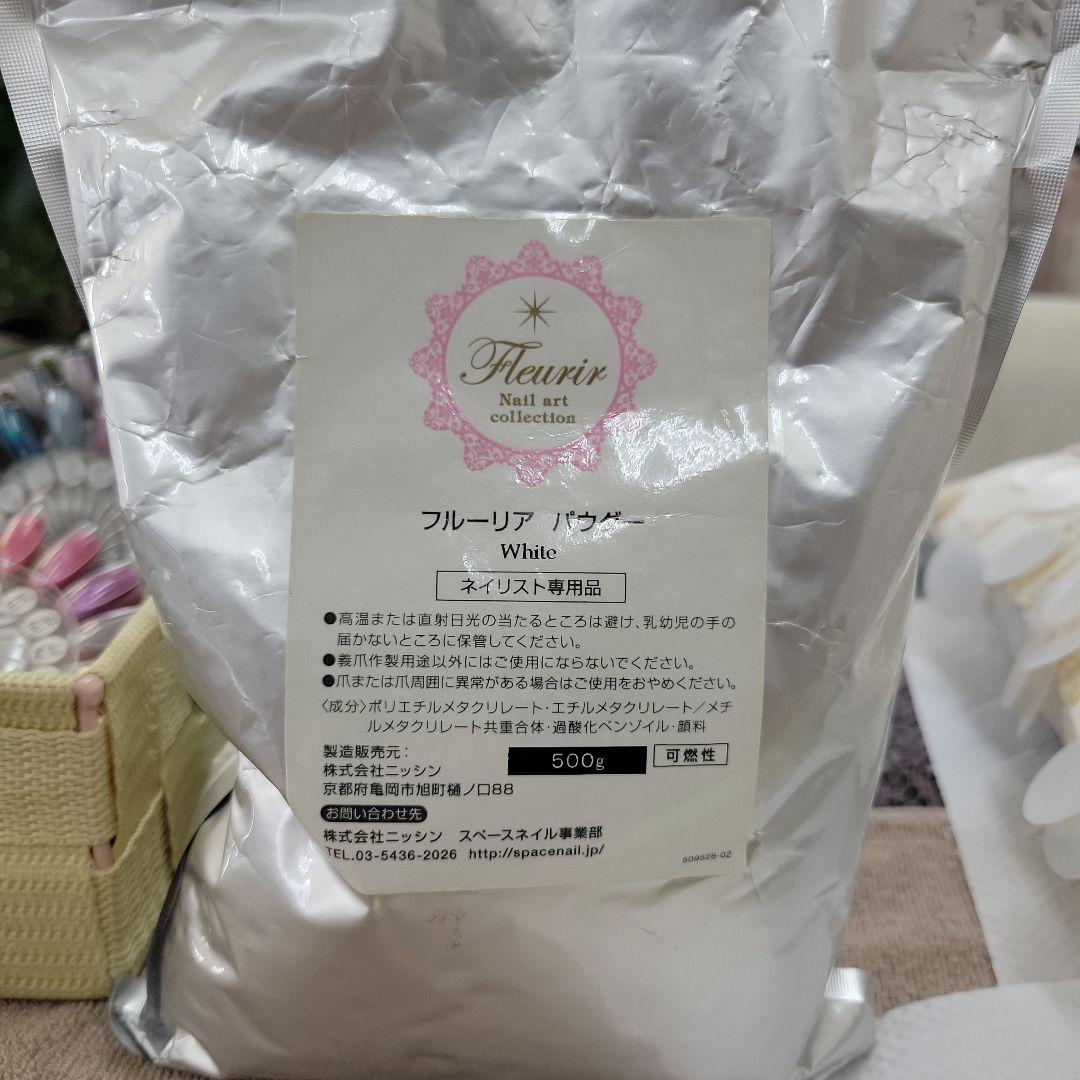 Fleurir
Nail art
collection
フルーリア パウダー
White
ネイリスト専用品
●高温または直射日光の当たるところは避け、乳幼児の手の
届かないところに保管してください。
●義爪作製用途以外にはご使用にならないでください。
●爪または爪周囲に異常がある場合はご使用をおやめください。
〈成分〉ポリエチルメタクリレート・エチルメタクリレート／メチ
ルメタクリレート共重合体・過酸化ベンゾイル・顔料
製造販売元：
株式会社ニッシン
京都府亀岡市旭町樋ノ口88
500g
可燃性
お問い合わせ先
株式会社ニッシン スペースネイル事業部
TEL.03-5436-2026 http://spacenail.jp/
509528-02